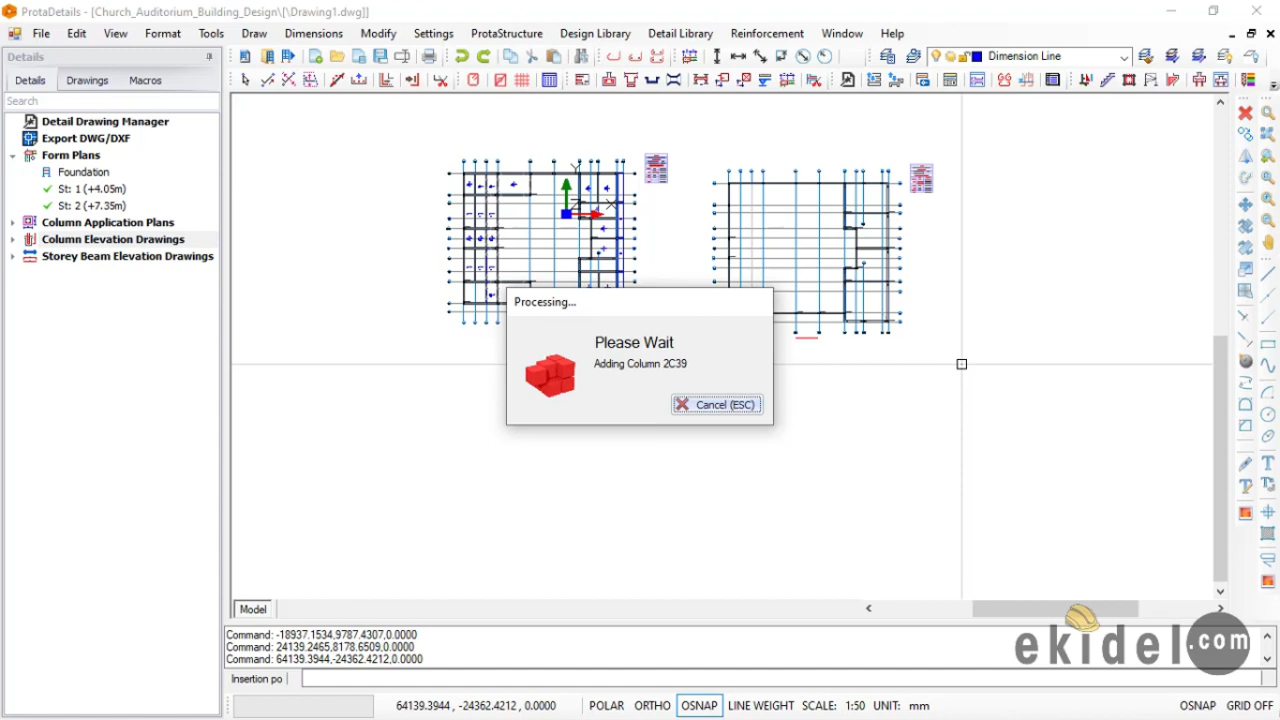 ProtaDetails - [Church_Auditorium_Building_Design\[\Drawing1.dwg]]
File Edit View Format Tools Draw Dimensions Modify Settings ProtaStructure Design Library Detail Library Reinforcement Window Help
Details
Dimension Line
Details Drawings Macros
Search
Detail Drawing Manager
Export DWG/DXF
Form Plans
Foundation
St: 1 (+4.05m)
St: 2 (+7.35m)
Column Application Plans
Column Elevation Drawings
Storey Beam Elevation Drawings
Processing...
Please Wait
Adding Column 2C39
Cancel (ESC)
Model
Command: -18937.1534,9787.4307,0.0000
Command: 24139.2465,8178.6509,0.0000
Command: 64139.3944,-24362.4212,0.0000
ekidel.com
Insertion po
64139.3944 , -24362.4212 , 0.0000 POLAR ORTHO OSNAP LINE WEIGHT SCALE: 1:50 UNIT: mm OSNAP GRID OFF